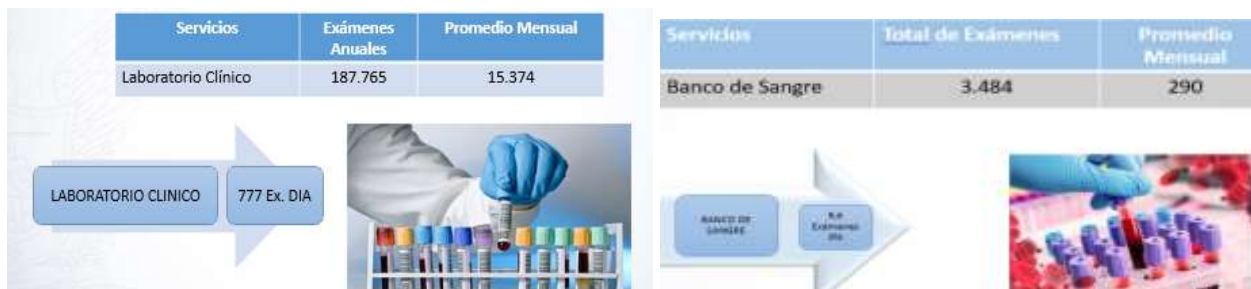 Servicios Exámenes Anuales Promedio Mensual
Laboratorio Clínico 187.765 15.374
LABORATORIO CLINICO 777 Ex. DIA
Servicios Total de Exámenes Promedio Mensual
Banco de Sangre 3.484 290
BANCO DE SANGRE Exámenes